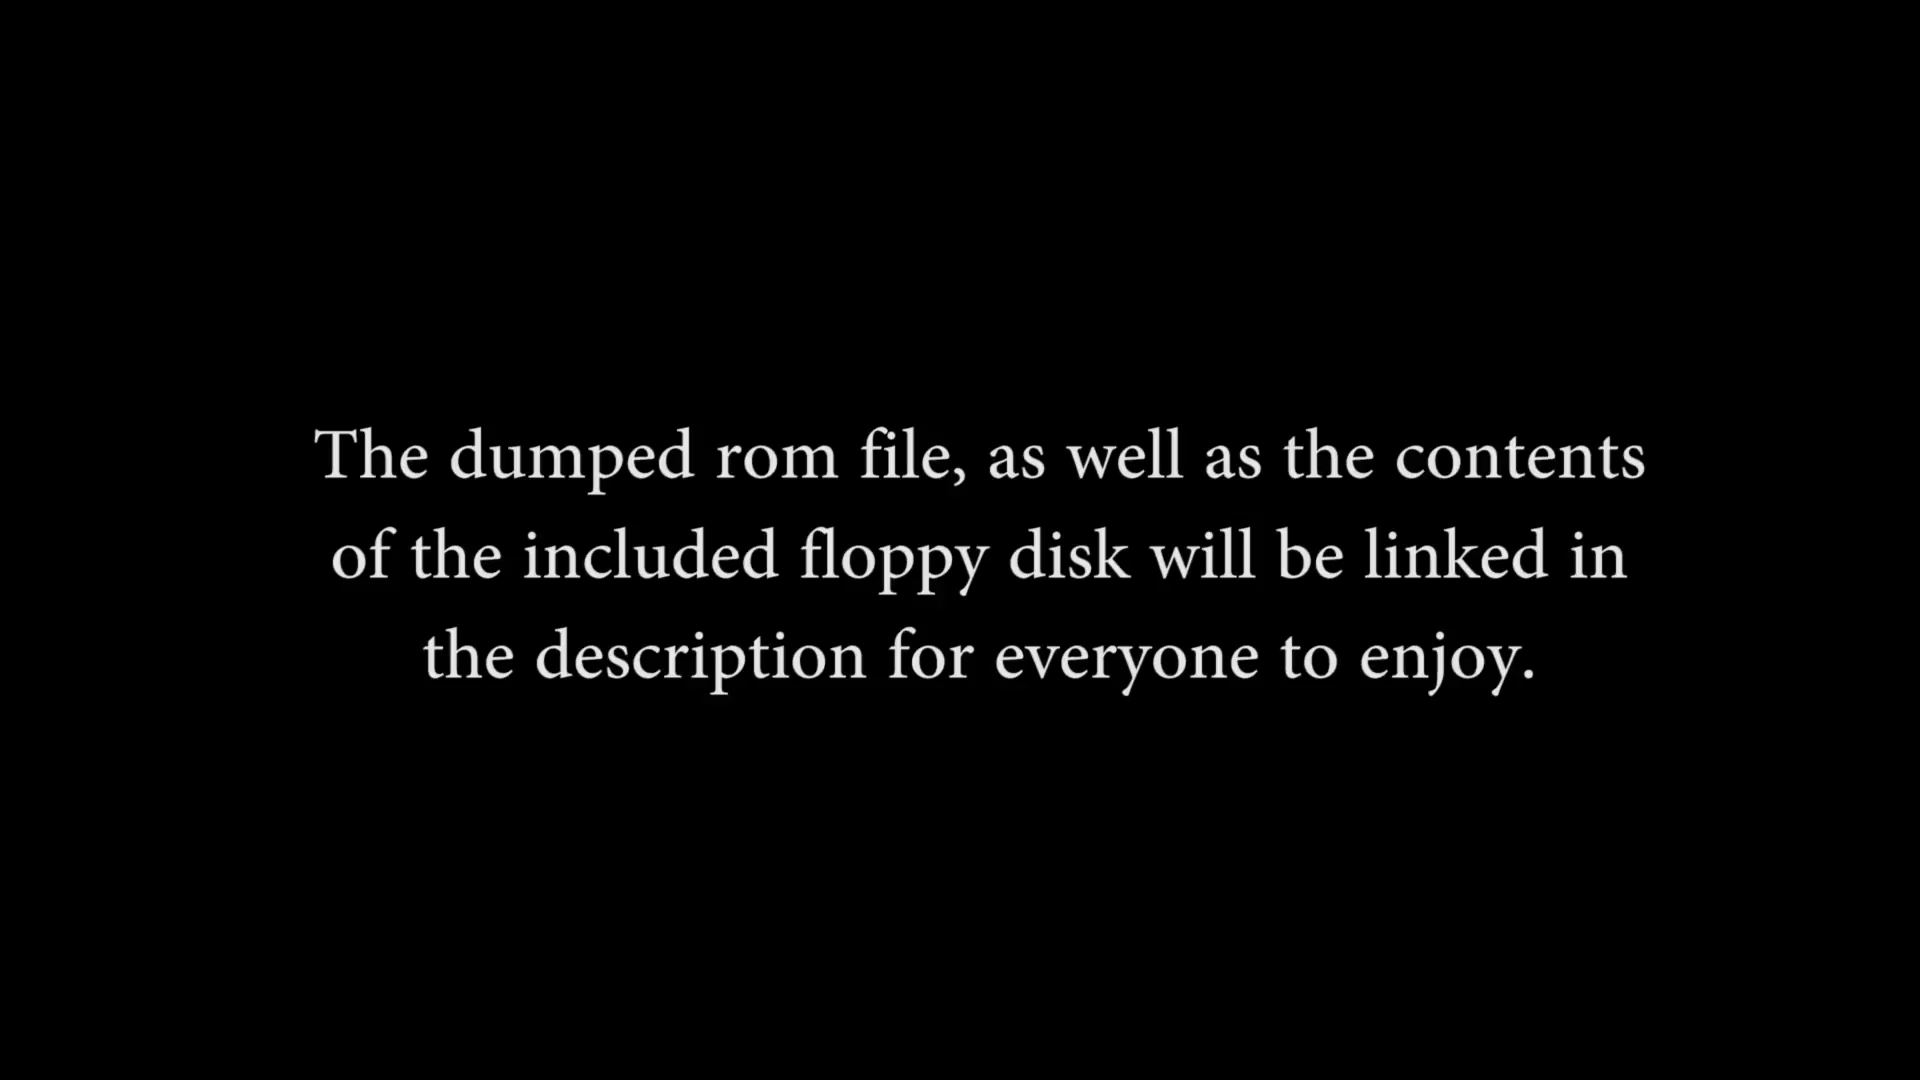 The dumped rom file, as well as the contents
of the included floppy disk will be linked in
the description for everyone to enjoy.